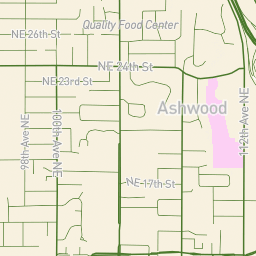 Quality Food Center
NE 26th St
NE 24th St
NE 23rd St
Ashwood
98th Ave NE
100th Ave NE
112th Ave NE
NE 17th St